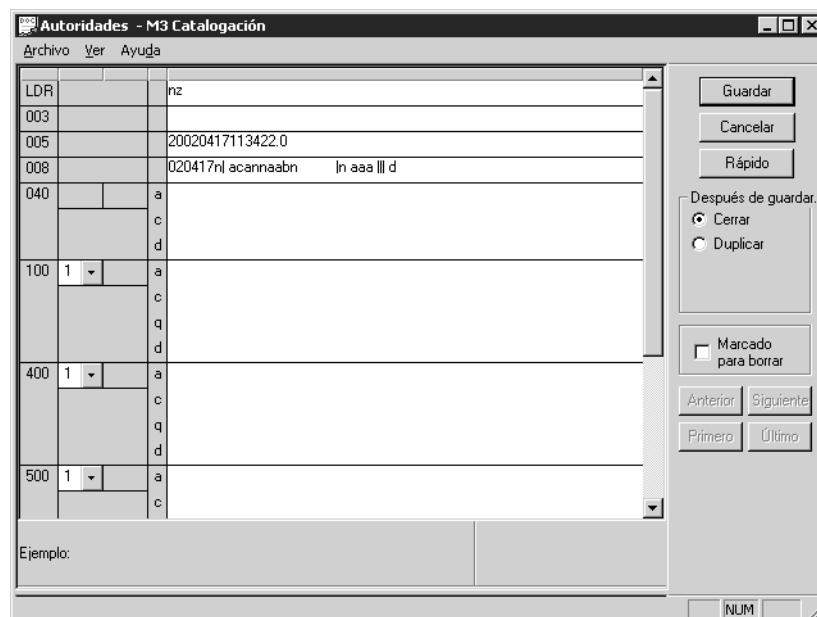 Autoridades - M3 Catalogación
Archivo Ver Ayuda
LDR nz
003
005 20020417113422.0
008 020417n| acannaabn |n aaa ||| d
040 a
c
d
100 1 a
c
q
d
400 1 a
c
q
d
500 1 a
c
Ejemplo:
Guardar
Cancelar
Rápido
Después de guardar.
Cerrar
Duplicar
Marcado
para borrar
Anterior Siguiente
Primero Último
NUM